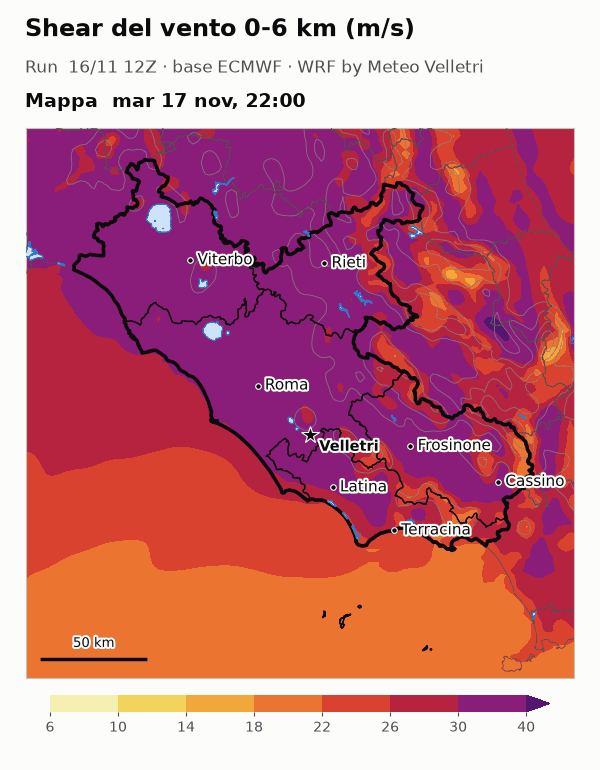 Shear del vento 0-6 km (m/s)
Run  16/11 12Z · base ECMWF · WRF by Meteo Velletri
Mappa  mar 17 nov, 22:00
Viterbo
Rieti
Roma
Velletri
Frosinone
Latina
Cassino
Terracina
50 km
6 10 14 18 22 26 30 40